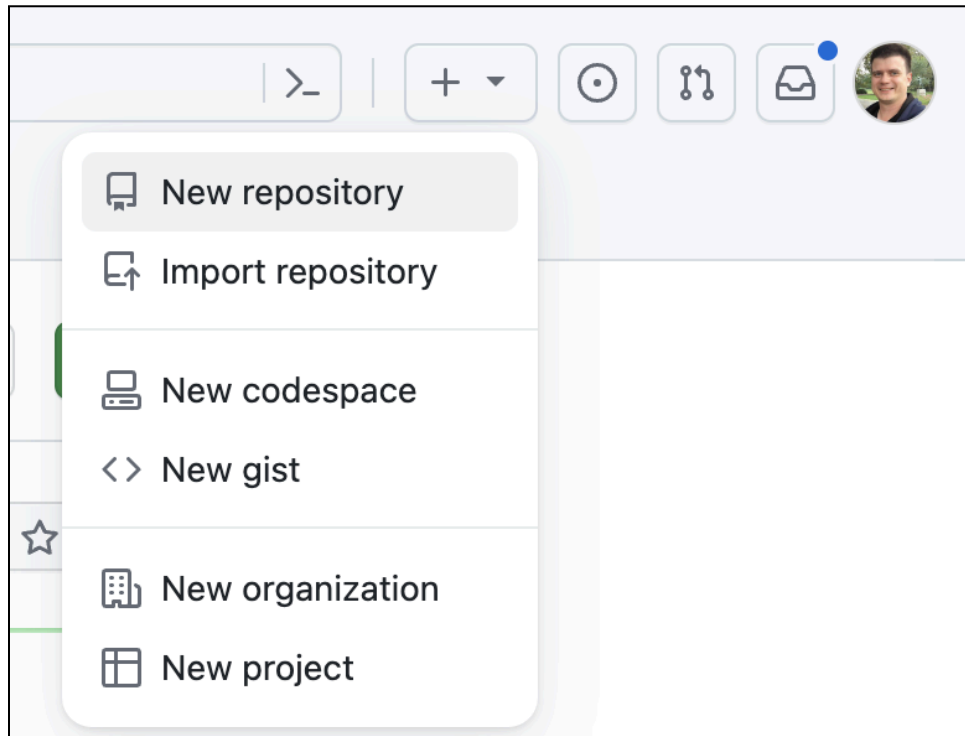 New repository
Import repository
New codespace
New gist
New organization
New project